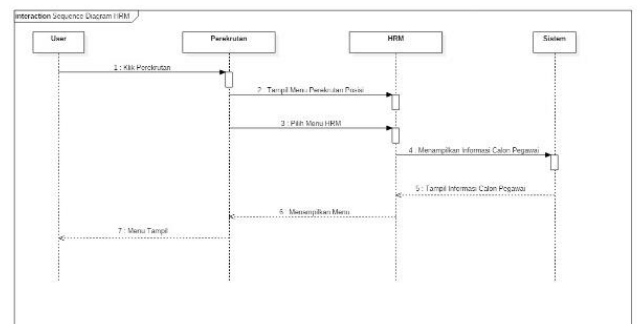 interaction Sequence Diagram HRM
User
Perekrutan
HRM
Sistem
1 : Klik Perekrutan
2 : Tampil Menu Perekrutan Posisi
3 : Pilih Menu HRM
4 : Menampilkan Informasi Calon Pegawai
5 : Tampil Informasi Calon Pegawai
6 : Menampilkan Menu
7 : Menu Tampil